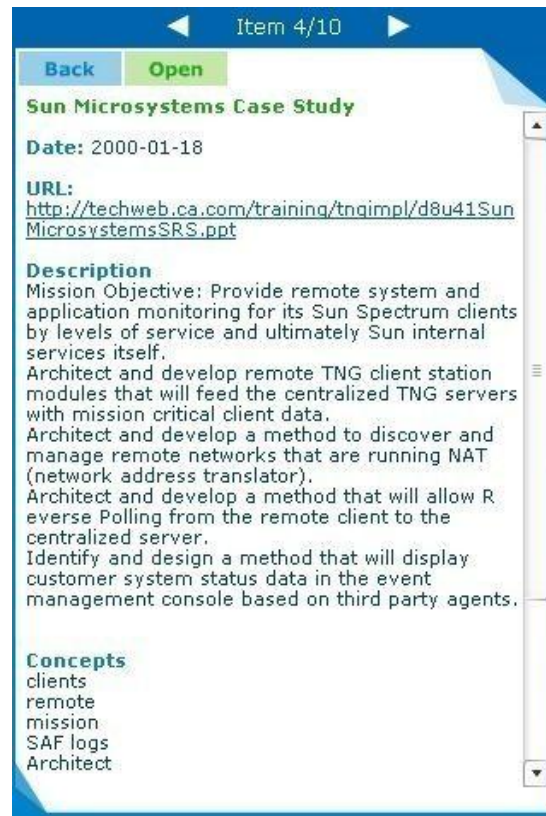 Item 4/10
Back Open
Sun Microsystems Case Study
Date: 2000-01-18
URL:
http://techweb.ca.com/training/tngimpl/d8u41Sun
MicrosystemsSRS.ppt
Description
Mission Objective: Provide remote system and
application monitoring for its Sun Spectrum clients
by levels of service and ultimately Sun internal
services itself.
Architect and develop remote TNG client station
modules that will feed the centralized TNG servers
with mission critical client data.
Architect and develop a method to discover and
manage remote networks that are running NAT
(network address translator).
Architect and develop a method that will allow R
everse Polling from the remote client to the
centralized server.
Identify and design a method that will display
customer system status data in the event
management console based on third party agents.
Concepts
clients
remote
mission
SAF logs
Architect